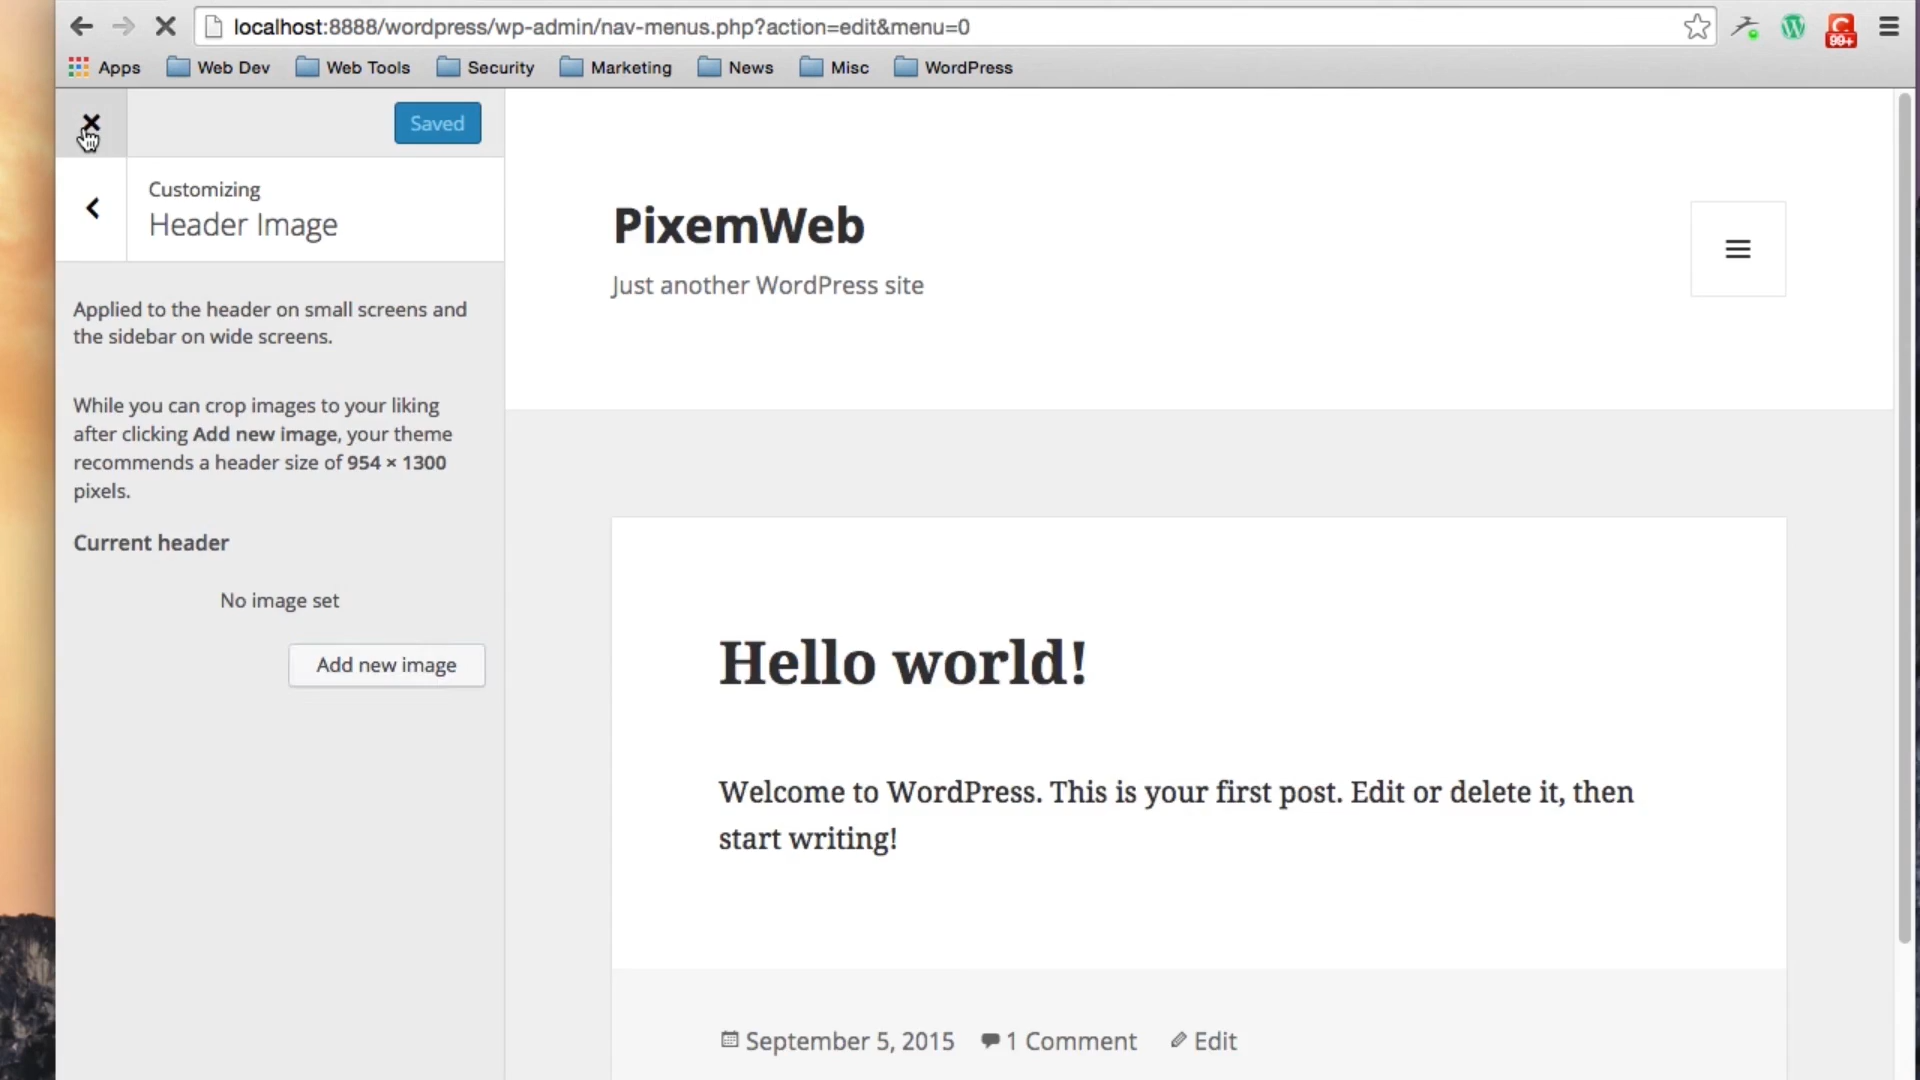 localhost:8888/wordpress/wp-admin/nav-menus.php?action=edit&menu=0
99+
Apps Web Dev Web Tools Security Marketing News Misc WordPress
Saved
Customizing
Header Image
Applied to the header on small screens and
the sidebar on wide screens.
While you can crop images to your liking
after clicking Add new image, your theme
recommends a header size of 954 × 1300
pixels.
Current header
No image set
Add new image
PixemWeb
Just another WordPress site
Hello world!
Welcome to WordPress. This is your first post. Edit or delete it, then
start writing!
September 5, 2015 1 Comment Edit